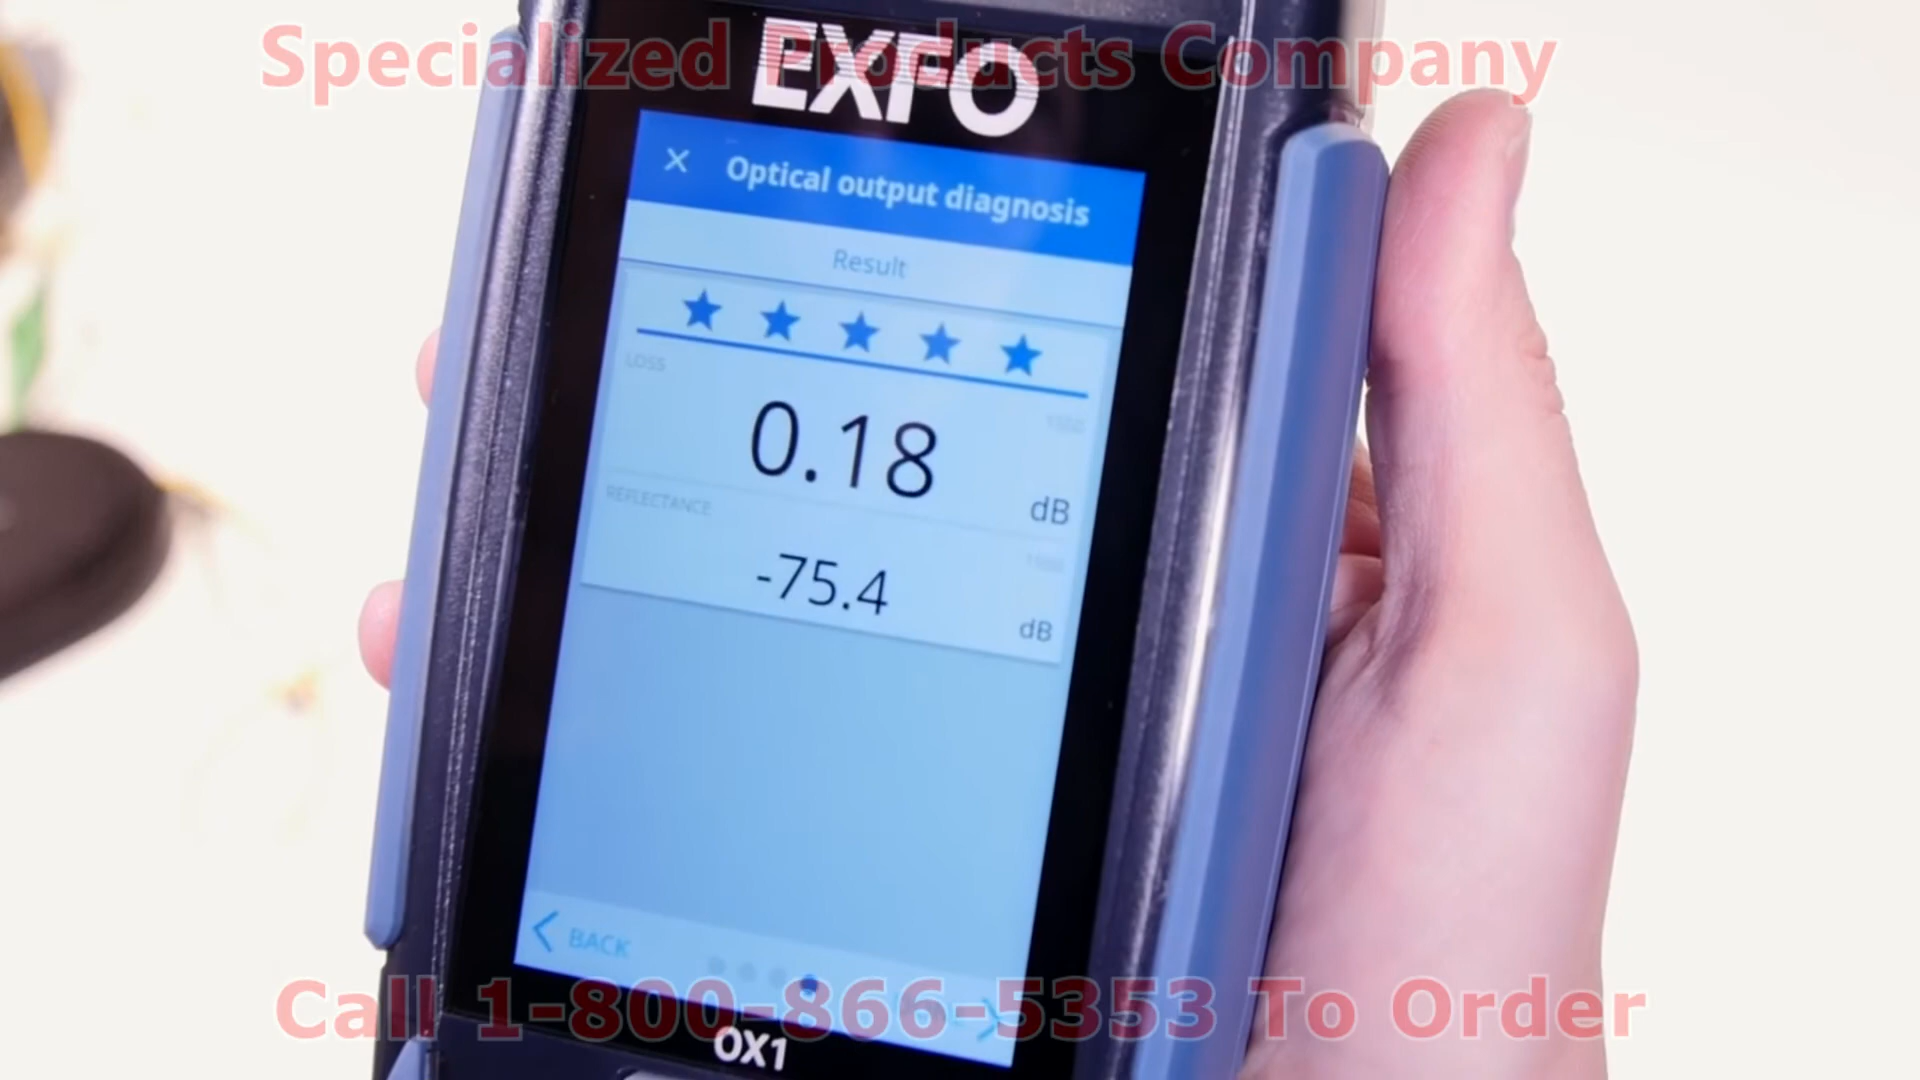 Specialized Products Company
EXFO
× Optical output diagnosis
Result
LOSS
0.18
dB
REFLECTANCE
-75.4
dB
BACK
Call 1-800-866-5353 To Order
OX1